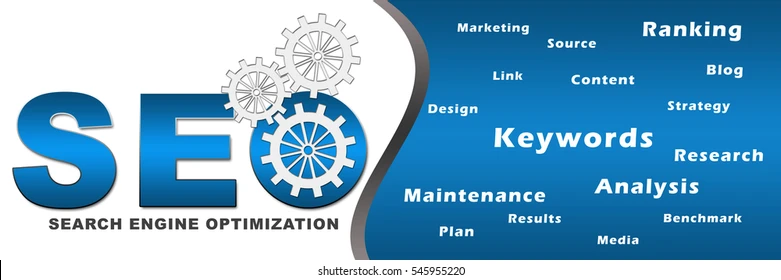 SEO
SEARCH ENGINE OPTIMIZATION
Marketing
Ranking
Source
Link
Content
Blog
Design
Strategy
Keywords
Research
Maintenance
Analysis
Plan
Results
Benchmark
Media
shutterstock.com · 545955220